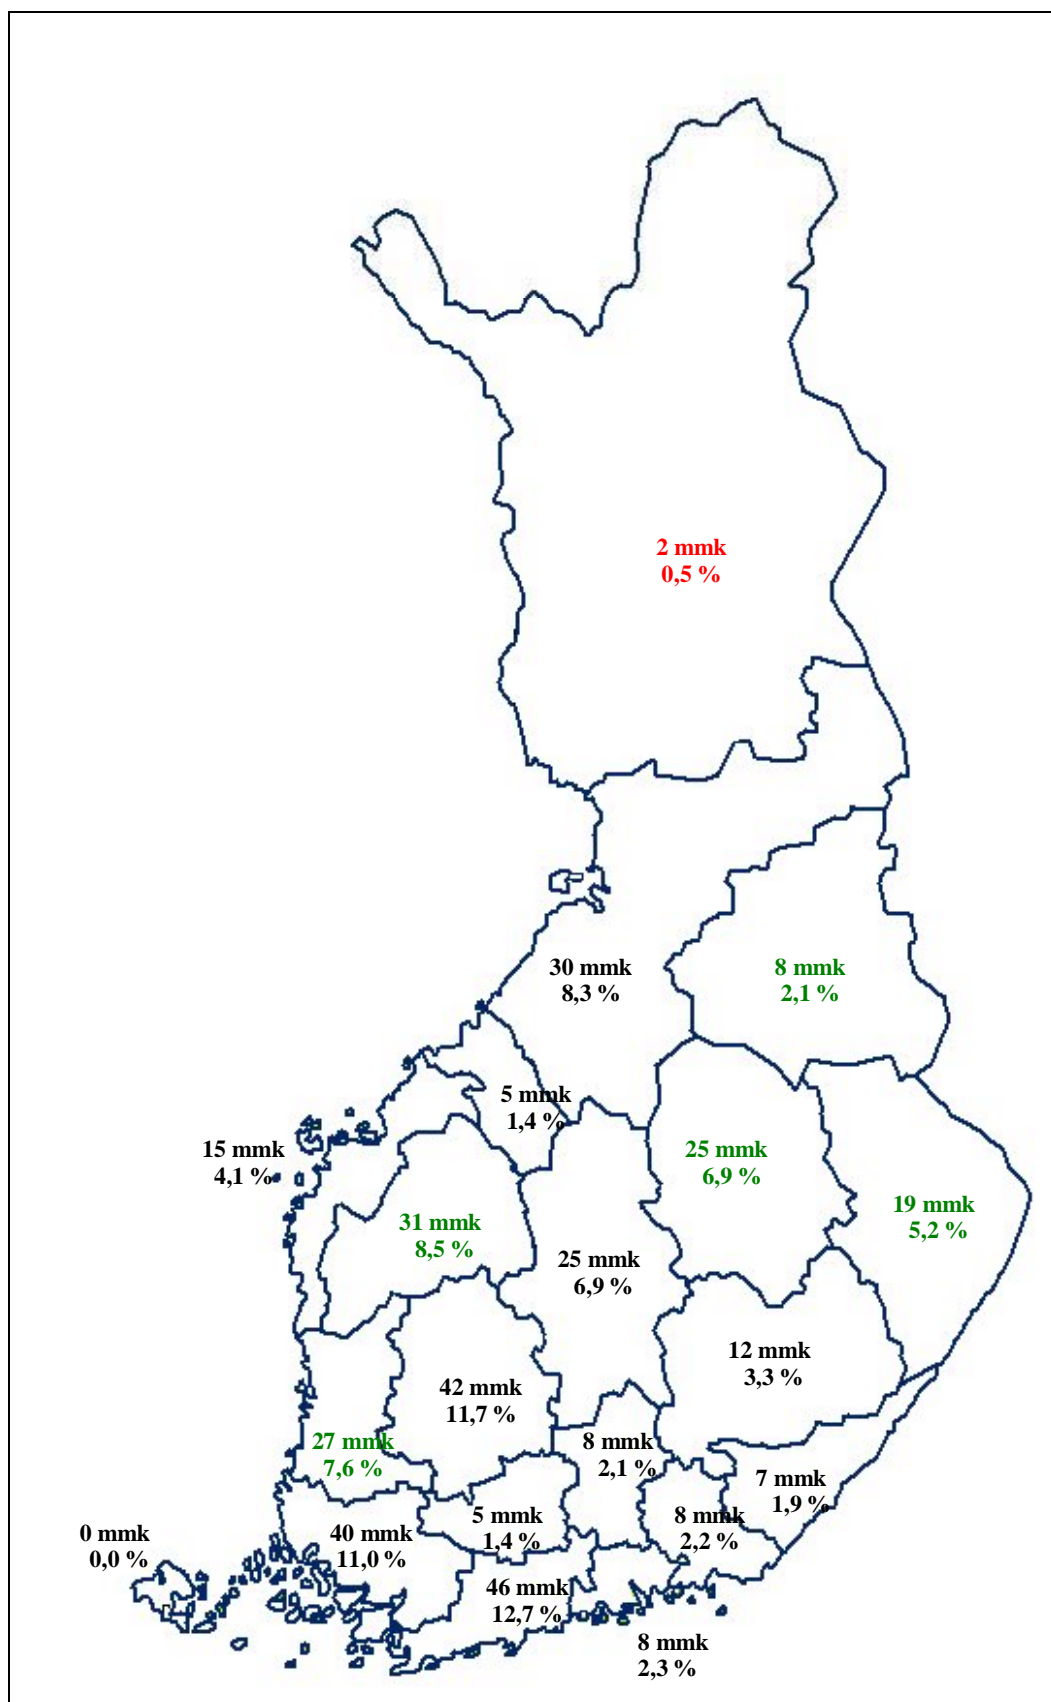 2 mmk
0,5 %
30 mmk
8,3 %
8 mmk
2,1 %
5 mmk
1,4 %
15 mmk
4,1 %
25 mmk
6,9 %
19 mmk
5,2 %
31 mmk
8,5 %
25 mmk
6,9 %
12 mmk
3,3 %
42 mmk
11,7 %
27 mmk
7,6 %
8 mmk
2,1 %
7 mmk
1,9 %
0 mmk
0,0 %
40 mmk
11,0 %
5 mmk
1,4 %
8 mmk
2,2 %
46 mmk
12,7 %
8 mmk
2,3 %